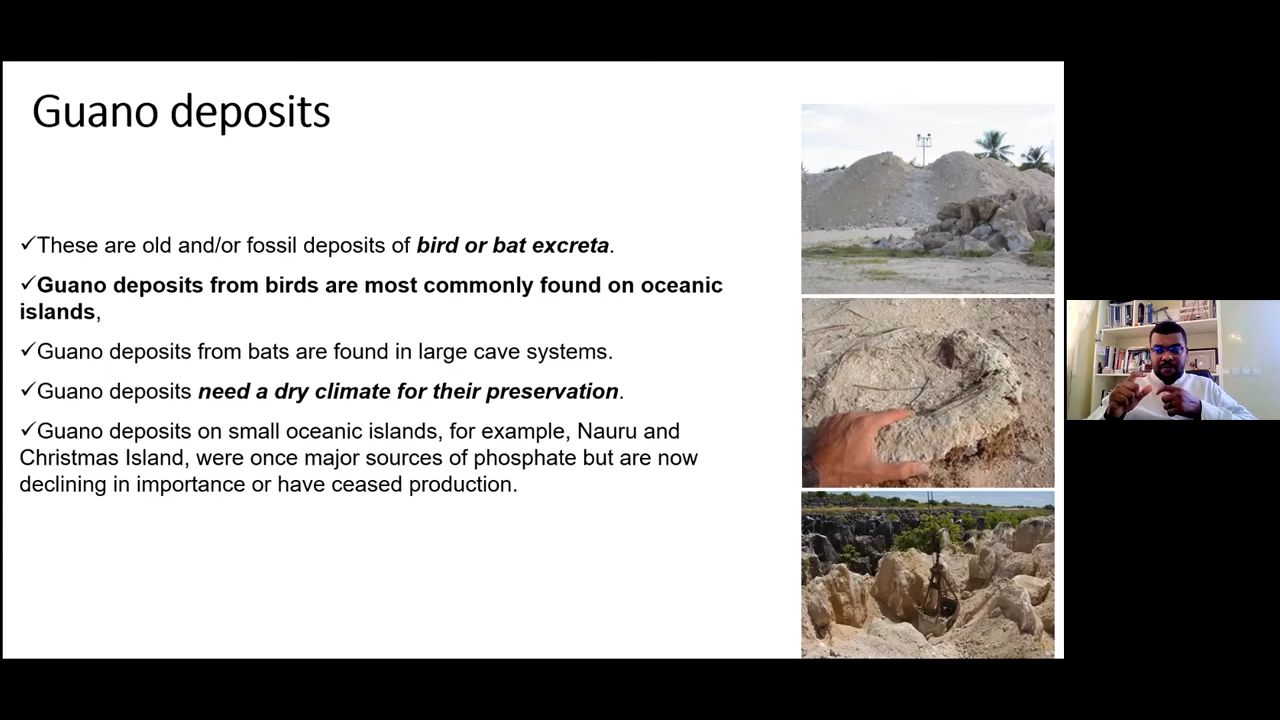 Guano deposits
✓These are old and/or fossil deposits of bird or bat excreta.
✓Guano deposits from birds are most commonly found on oceanic
islands,
✓Guano deposits from bats are found in large cave systems.
✓Guano deposits need a dry climate for their preservation.
✓Guano deposits on small oceanic islands, for example, Nauru and
Christmas Island, were once major sources of phosphate but are now
declining in importance or have ceased production.